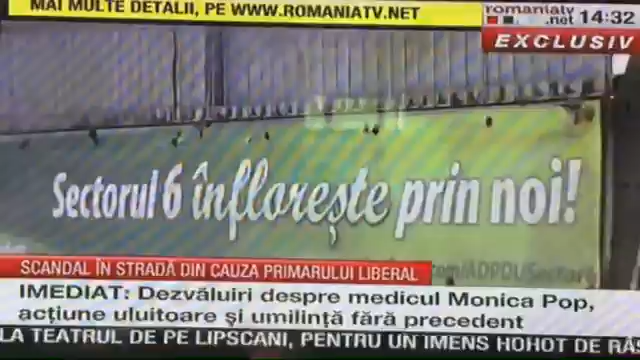 MAI MULTE DETALII, PE WWW.ROMANIATV.NET
romaniatv
.net 14:32
EXCLUSIV
Sectorul 6 înflorește prin noi!
SCANDAL ÎN STRADĂ DIN CAUZA PRIMARULUI LIBERAL
IMEDIAT: Dezvăluiri despre medicul Monica Pop,
acțiune uluitoare și umilință fără precedent
LA TEATRUL DE PE LIPSCANI, PENTRU UN IMENS HOHOT DE RÂS